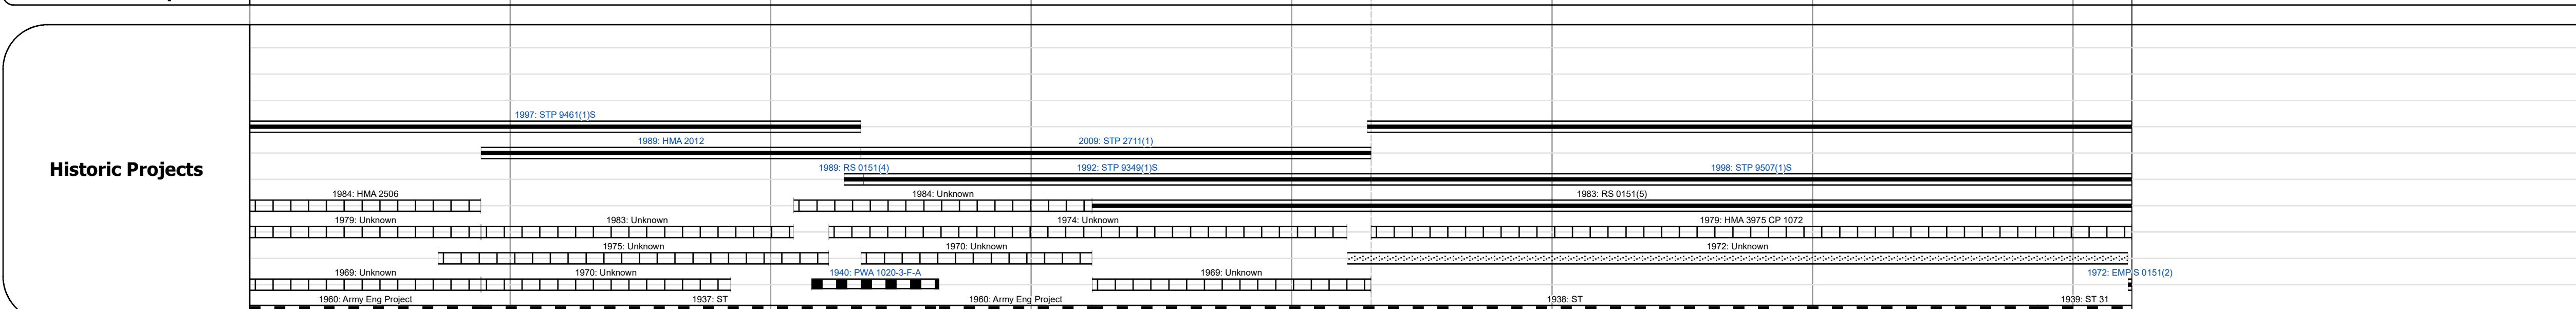 1997: STP 9461(1)S
1989: HMA 2012 2009: STP 2711(1)
1989: RS 0151(4) 1992: STP 9349(1)S 1998: STP 9507(1)S
Historic Projects
1984: HMA 2506 1984: Unknown 1983: RS 0151(5)
1979: Unknown 1983: Unknown 1974: Unknown 1979: HMA 3975 CP 1072
1975: Unknown 1970: Unknown 1972: Unknown
1969: Unknown 1970: Unknown 1940: PWA 1020-3-F-A 1969: Unknown 1972: EMP S 0151(2)
1960: Army Eng Project 1937: ST 1960: Army Eng Project 1938: ST 1939: ST 31